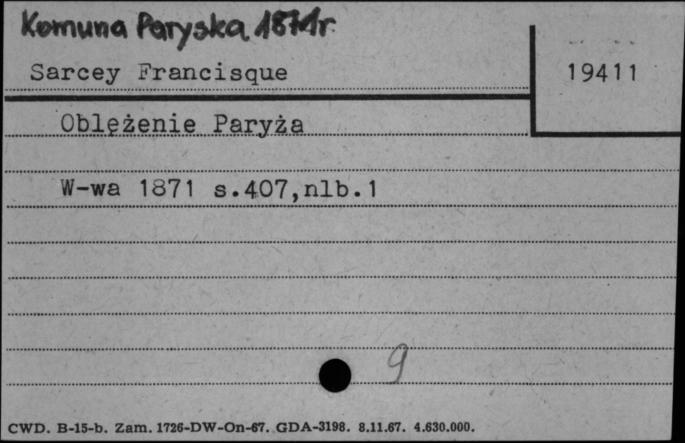 Komuna Paryska 1871r.
Sarcey Francisque
19411
Oblężenie Paryża
W-wa 1871 s.407,nlb.1
9
CWD. B-15-b. Zam. 1726-DW-On-67. GDA-3198. 8.11.67. 4.630.000.